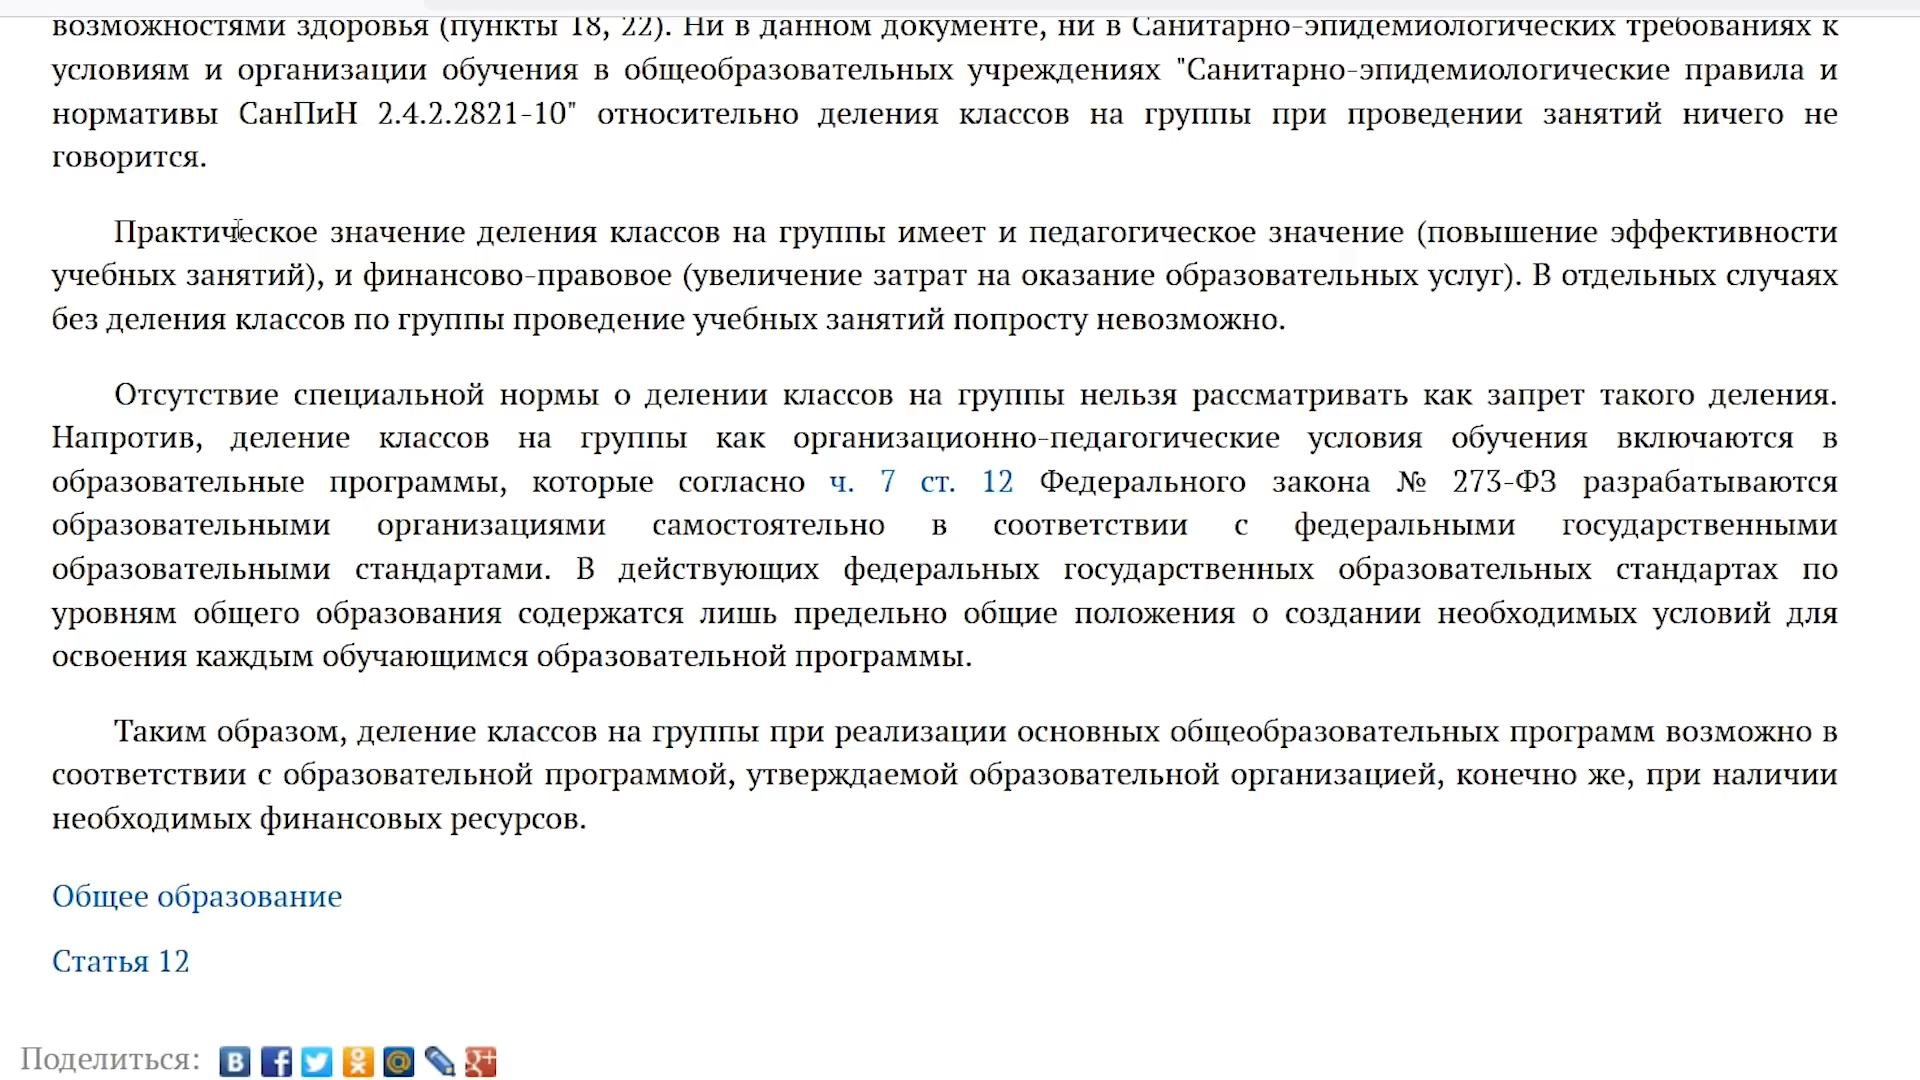 возможностями здоровья (пункты 18, 22). Ни в данном документе, ни в Санитарно-эпидемиологических требованиях к
условиям и организации обучения в общеобразовательных учреждениях "Санитарно-эпидемиологические правила и
нормативы СанПиН 2.4.2.2821-10" относительно деления классов на группы при проведении занятий ничего не
говорится.
Практическое значение деления классов на группы имеет и педагогическое значение (повышение эффективности
учебных занятий), и финансово-правовое (увеличение затрат на оказание образовательных услуг). В отдельных случаях
без деления классов по группы проведение учебных занятий попросту невозможно.
Отсутствие специальной нормы о делении классов на группы нельзя рассматривать как запрет такого деления.
Напротив, деление классов на группы как организационно-педагогические условия обучения включаются в
образовательные программы, которые согласно ч. 7 ст. 12 Федерального закона № 273-ФЗ разрабатываются
образовательными организациями самостоятельно в соответствии с федеральными государственными
образовательными стандартами. В действующих федеральных государственных образовательных стандартах по
уровням общего образования содержатся лишь предельно общие положения о создании необходимых условий для
освоения каждым обучающимся образовательной программы.
Таким образом, деление классов на группы при реализации основных общеобразовательных программ возможно в
соответствии с образовательной программой, утверждаемой образовательной организацией, конечно же, при наличии
необходимых финансовых ресурсов.
Общее образование
Статья 12
Поделиться: